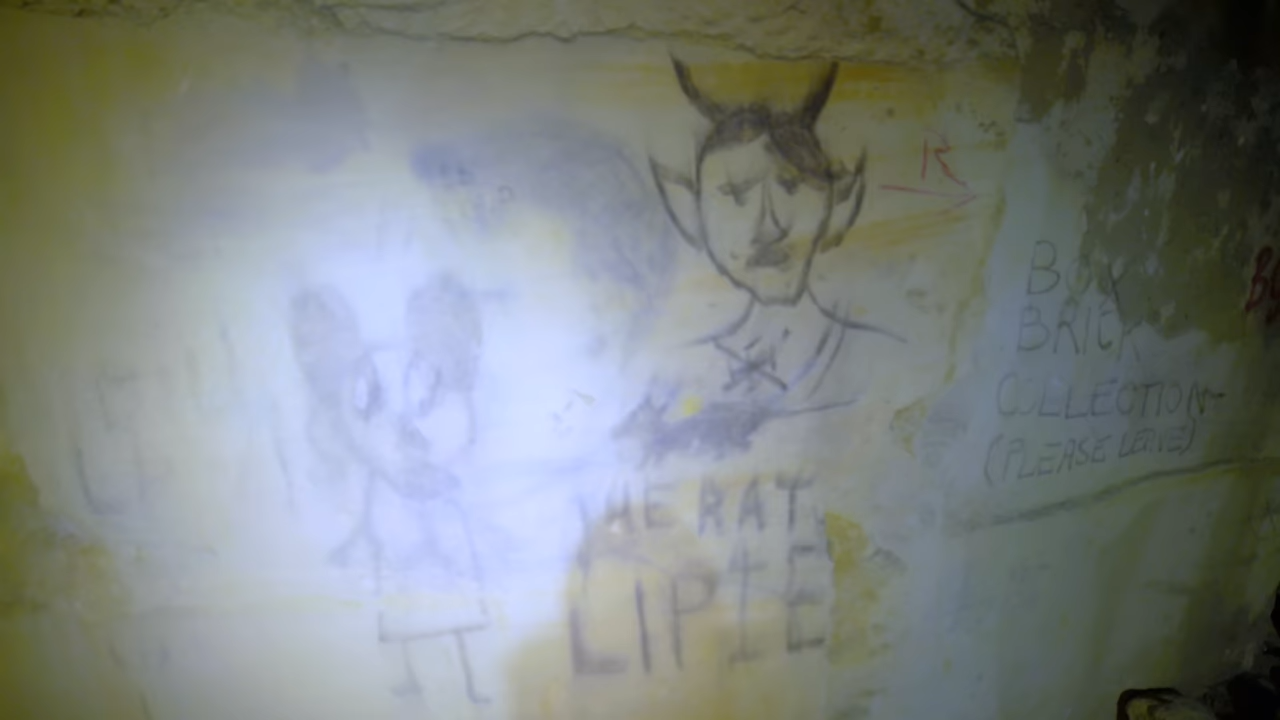 R
BOX
BRICK
COLLECTION
(PLEASE LEAVE)
THE RAT
LIPIE